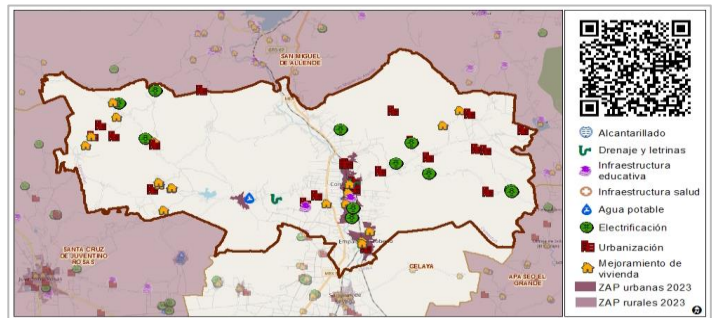 SAN MIGUEL
DE ALLENDE
SANTA CRUZ
DE JUVENTINO
ROSAS
CELAYA
APASEO EL
GRANDE
Alcantarillado
Drenaje y letrinas
Infraestructura
educativa
Infraestructura salud
Agua potable
Electrificación
Urbanización
Mejoramiento de
vivienda
ZAP urbanas 2023
ZAP rurales 2023